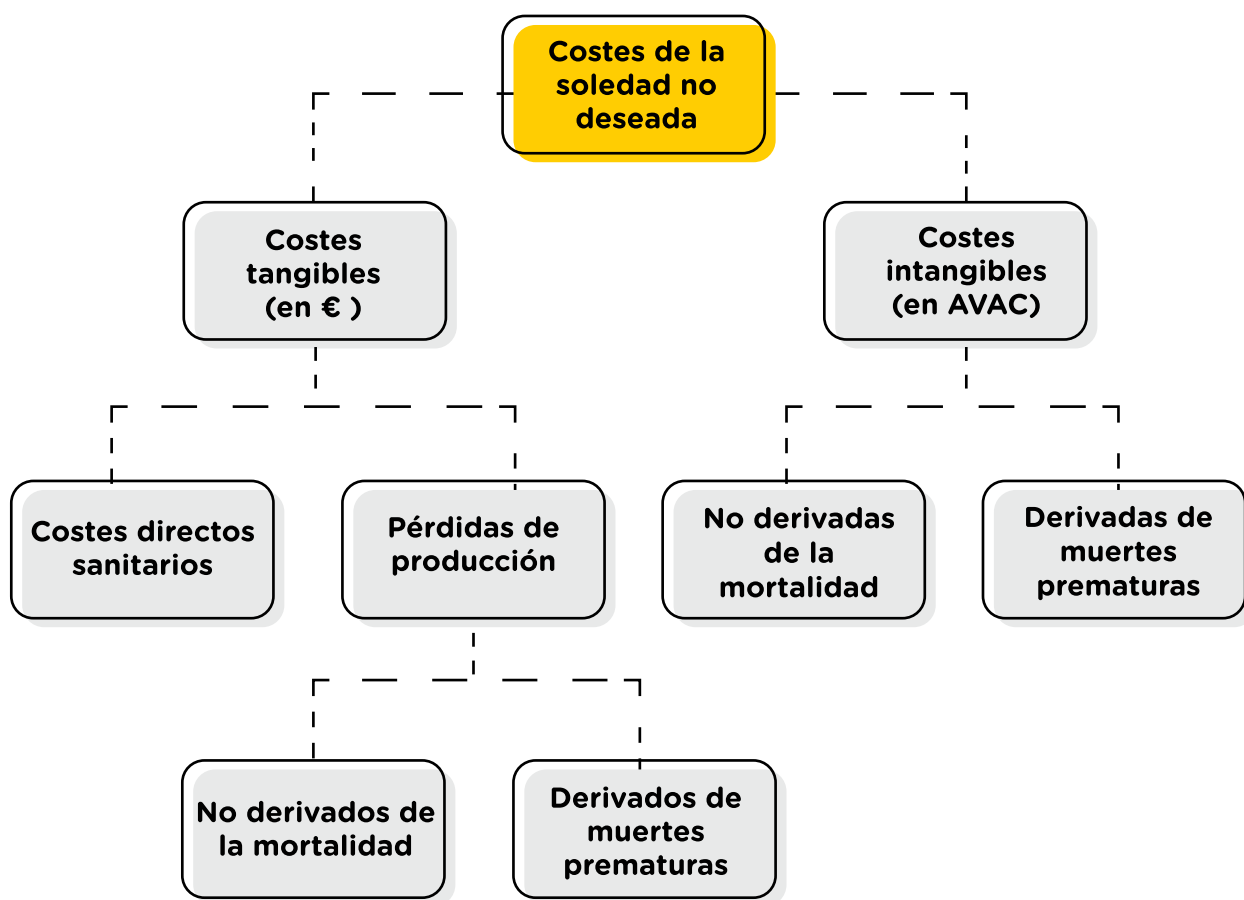 Costes de la
soledad no
deseada
Costes
tangibles
(en € )
Costes
intangibles
(en AVAC)
Costes directos
sanitarios
Pérdidas de
producción
No derivadas
de la
mortalidad
Derivadas de
muertes
prematuras
No derivados de
la mortalidad
Derivados de
muertes
prematuras